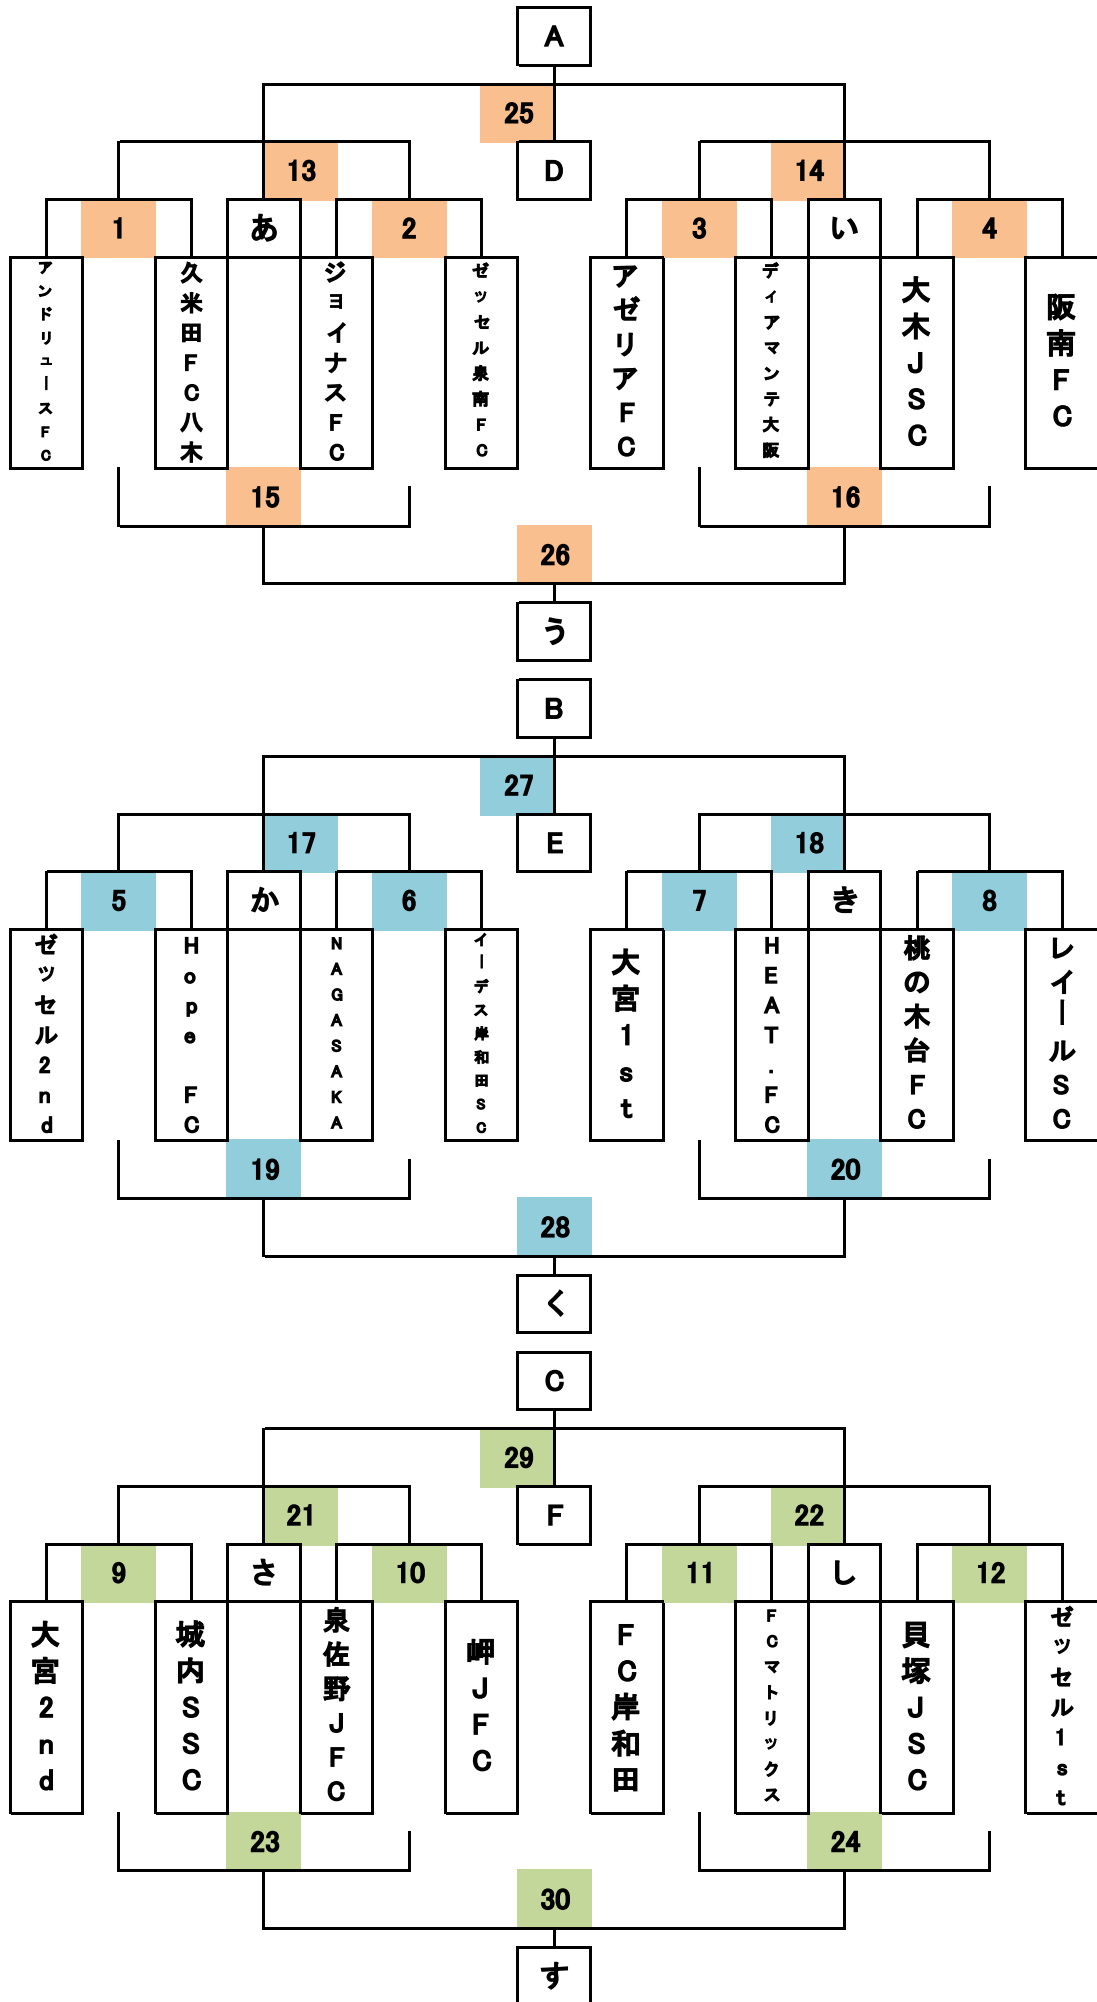 A
25
D
13
14
1
あ
2
3
い
4
アンドリュースFC
久米田FC八木
ジョイナスFC
ゼッセル泉南FC
アゼリアFC
ディアマンテ大阪
大木JSC
阪南FC
15
16
26
う
B
27
E
17
18
5
か
6
7
き
8
ゼッセル2nd
Hope FC
NAGASAKA
イーデス岸和田SC
大宮1st
HEAT.FC
桃の木台FC
レイールSC
19
20
28
く
C
29
F
21
22
9
さ
10
11
し
12
大宮2nd
城内SSC
泉佐野JFC
岬JFC
FC岸和田
FCマトリックス
貝塚JSC
ゼッセル1st
23
24
30
す